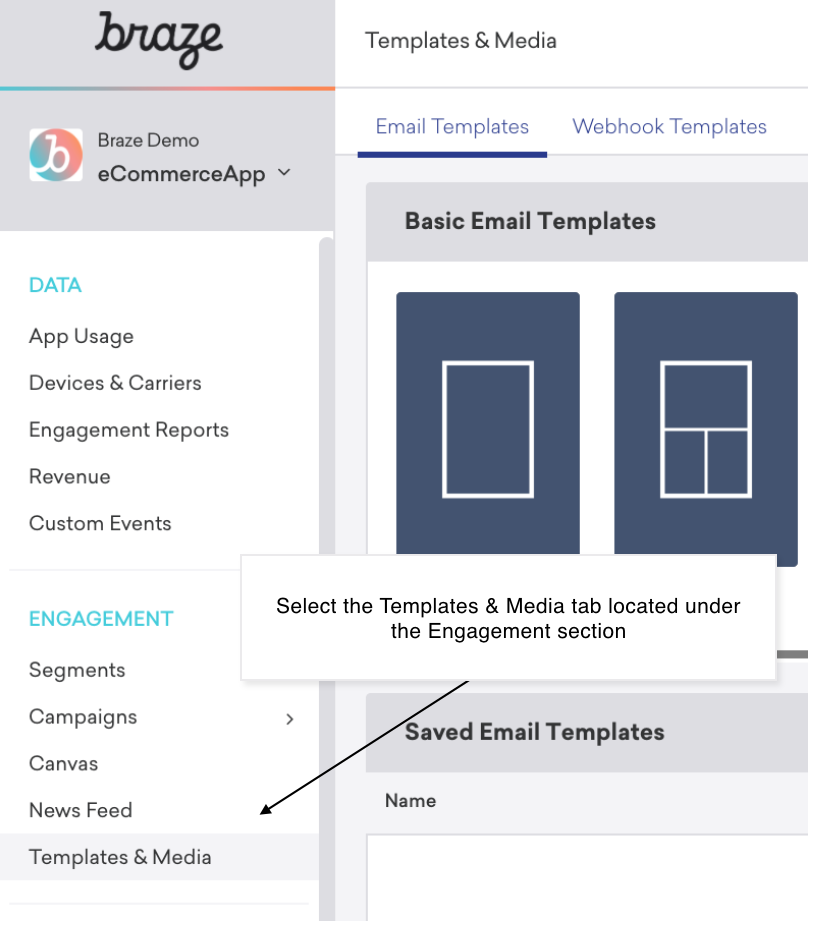 braze
Braze Demo
eCommerceApp
DATA
App Usage
Devices & Carriers
Engagement Reports
Revenue
Custom Events
ENGAGEMENT
Segments
Campaigns
Canvas
News Feed
Templates & Media
Templates & Media
Email Templates
Webhook Templates
Basic Email Templates
Select the Templates & Media tab located under
the Engagement section
Saved Email Templates
Name